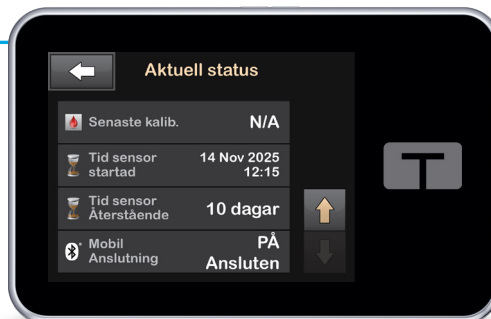 Aktuell status
Senaste kalib.
N/A
Tid sensor
startad
14 Nov 2025
12:15
Tid sensor
Återstående
10 dagar
Mobil
Anslutning
PÅ
Ansluten